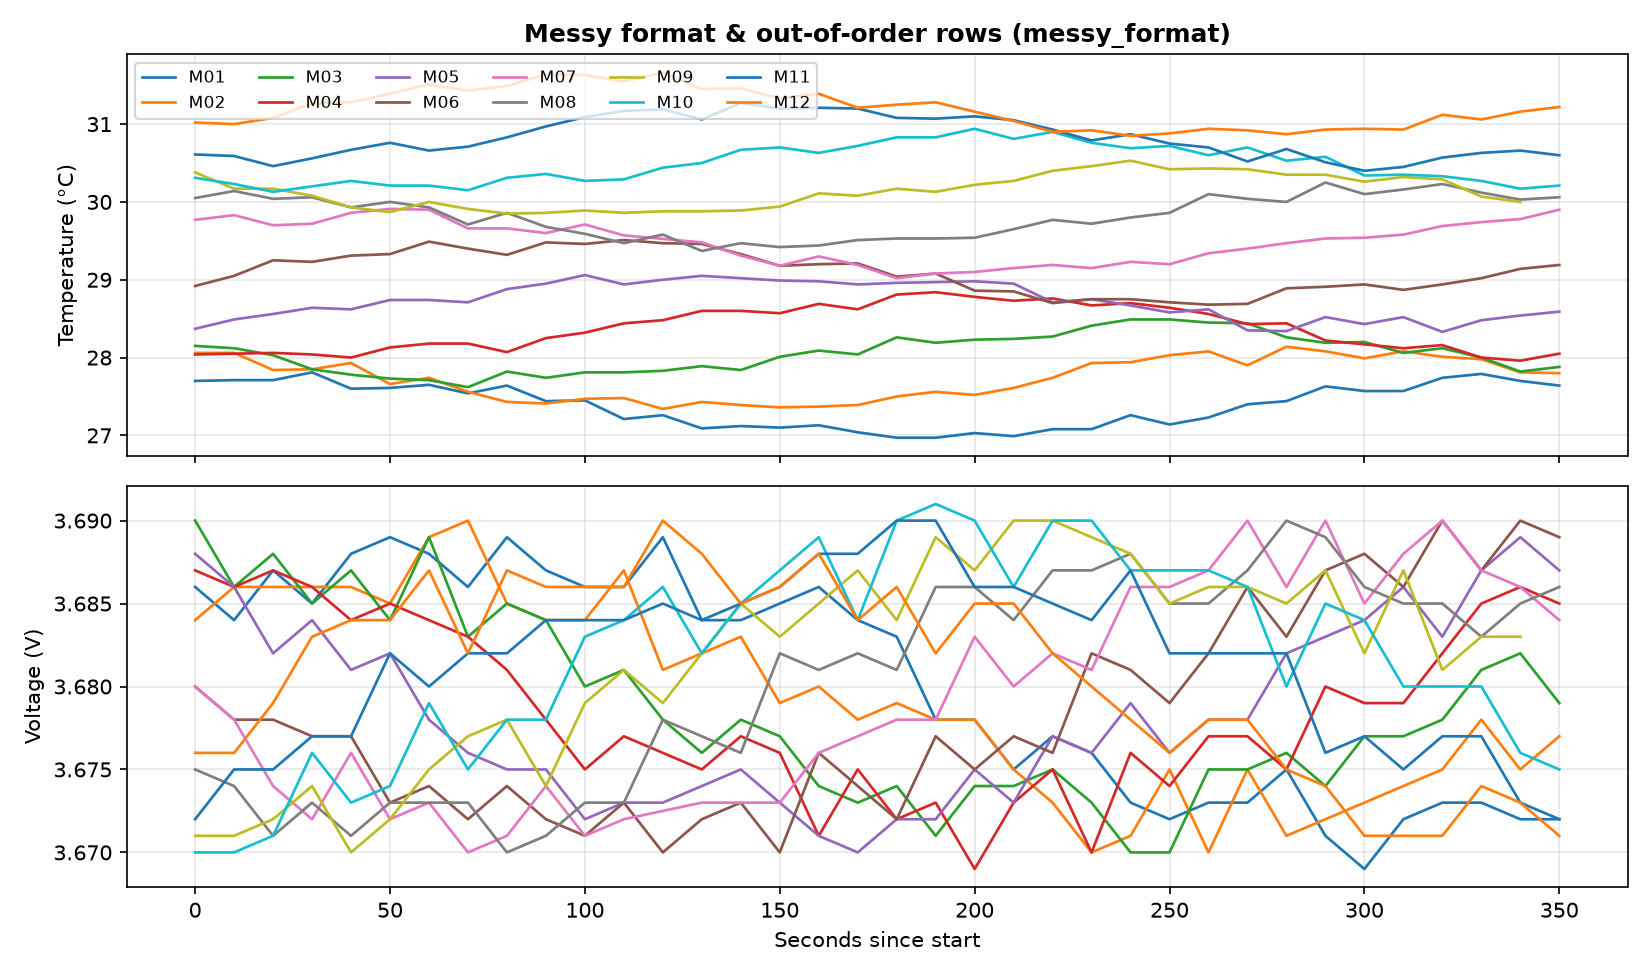 Messy format & out-of-order rows (messy_format)
M01 M03 M05 M07 M09 M11
M02 M04 M06 M08 M10 M12
Temperature (°C)
31
30
29
28
27
Voltage (V)
3.690
3.685
3.680
3.675
3.670
0 50 100 150 200 250 300 350
Seconds since start